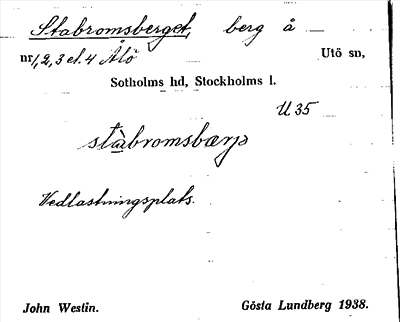 Stabromsberget, berg å
nr 1, 2, 3 el. 4 Ålö Utö sn,
Sotholms hd, Stockholms l.
U 35
stàbromsbærjə
Vedlastningsplats.
John Westin. Gösta Lundberg 1938.